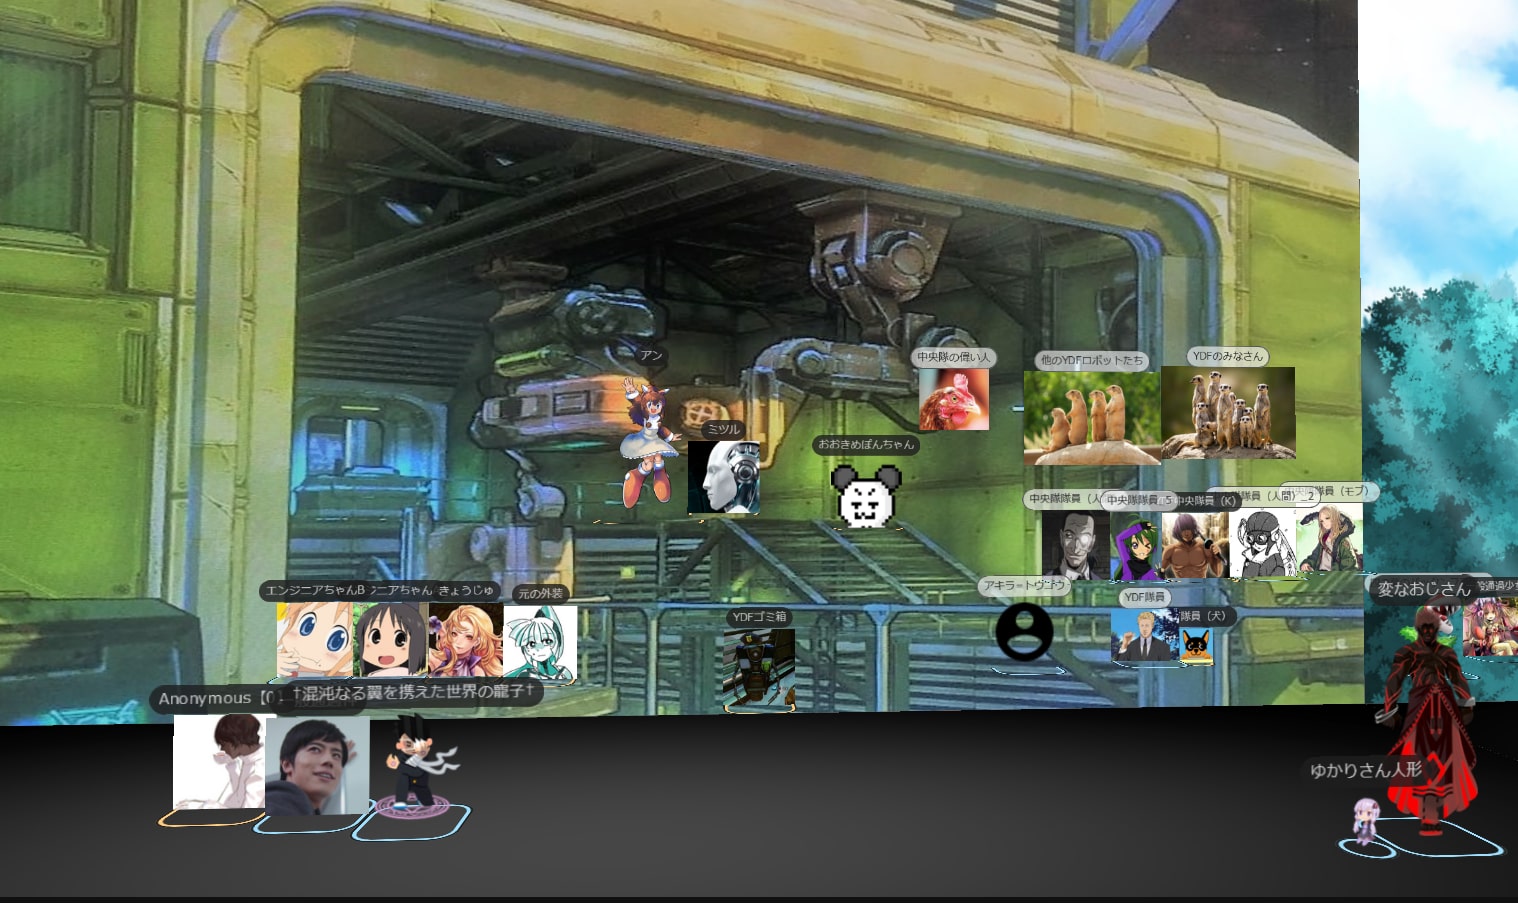 アン
中央隊の偉い人
他のYDFロボットたち
YDFのみなさん
ミツル
おおきめぽんちゃん
中央隊隊員（人
中央隊隊員
中央隊員（K）
隊員（人間）_2
隊員（モブ）
エンジニアちゃんB
ニアちゃん
きょうじゅ
元の外装
YDFゴミ箱
アキラ=トヴコウ
YDF隊員
隊員（犬）
変なおじさん
通過少
Anonymous【0】
†混沌なる翼を携えた世界の寵子†
ゆかりさん人形